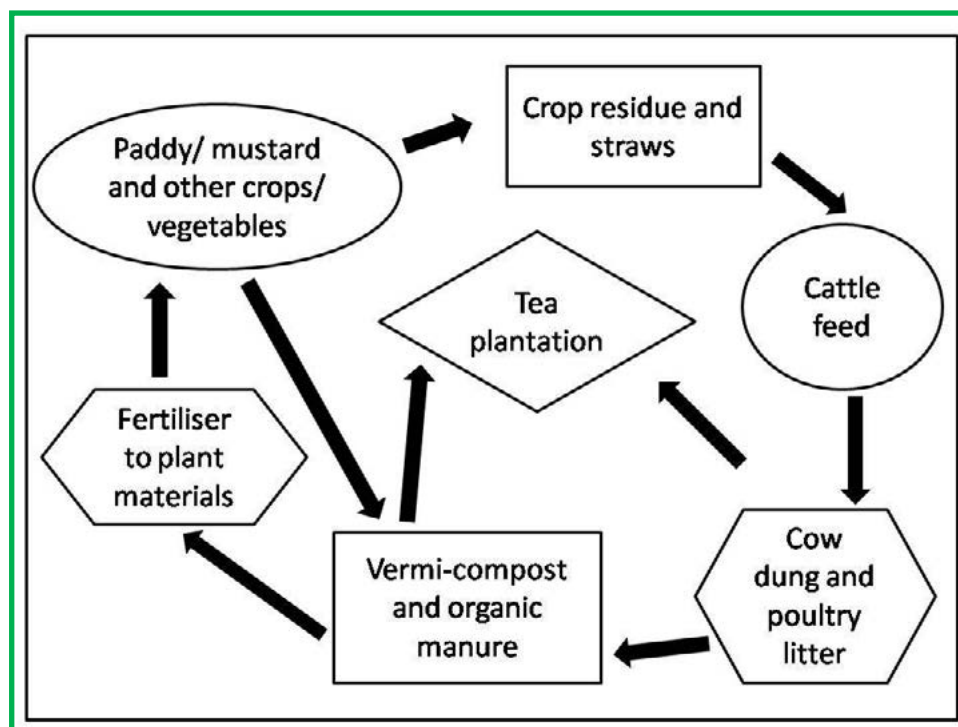 Paddy/ mustard
and other crops/
vegetables
Crop residue and
straws
Tea
plantation
Cattle
feed
Fertiliser
to plant
materials
Vermi-compost
and organic
manure
Cow
dung and
poultry
litter